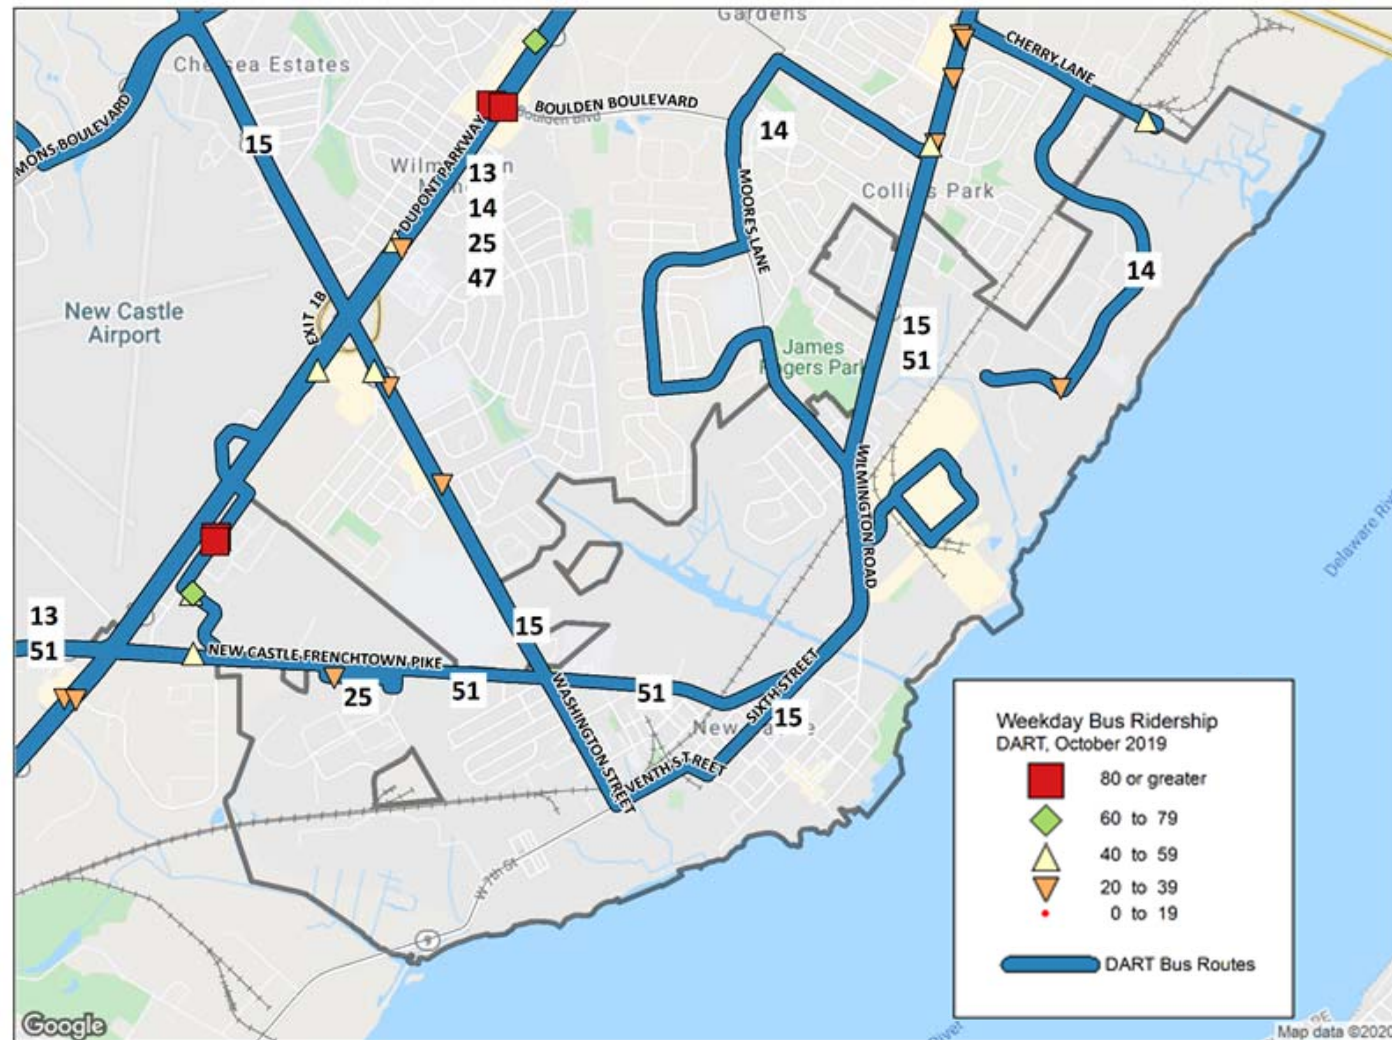 Gardens
Chelsea Estates
CHERRY LANE
MONS BOULEVARD
BOULDEN BOULEVARD
Boulden Blvd
15
14
DUPONT PARKWAY
13
14
25
47
MOORES LANE
Collins Park
14
New Castle
Airport
EXIT 1B
15
51
James
Rogers Park
WILMINGTON ROAD
Delaware
13
51
15
NEW CASTLE FRENCHTOWN PIKE
25
51
51
WASHINGTON STREET
SIXTH STREET
15
VENTH STREET
W 7th St
9
Weekday Bus Ridership
DART, October 2019
80 or greater
60 to 79
40 to 59
20 to 39
0 to 19
DART Bus Routes
River
Google
Map data ©2020